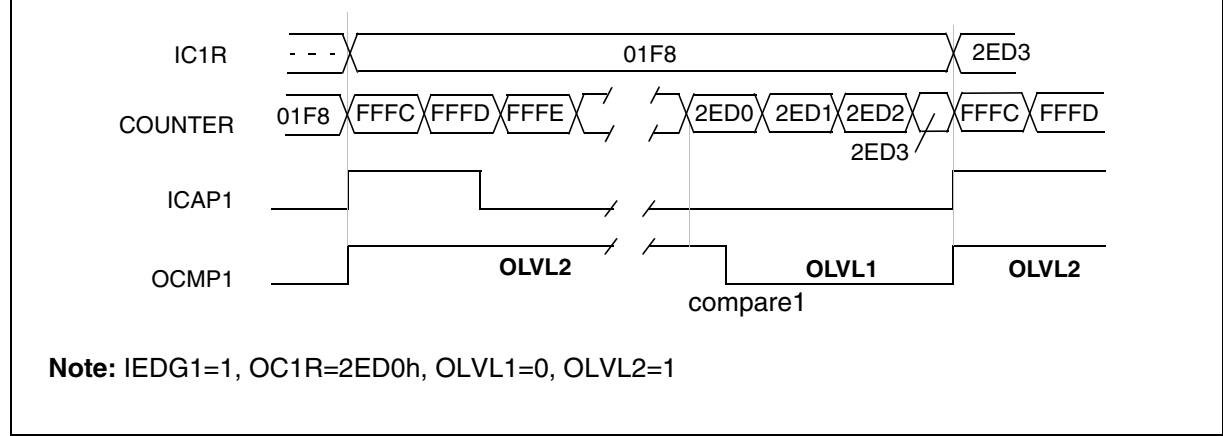 IC1R - - - - 01F8 2ED3
COUNTER 01F8 FFFC FFFD FFFE 2ED0 2ED1 2ED2 FFFC FFFD
2ED3
ICAP1
OCMP1 OLVL2 OLVL1 OLVL2
compare1
Note: IEDG1=1, OC1R=2ED0h, OLVL1=0, OLVL2=1